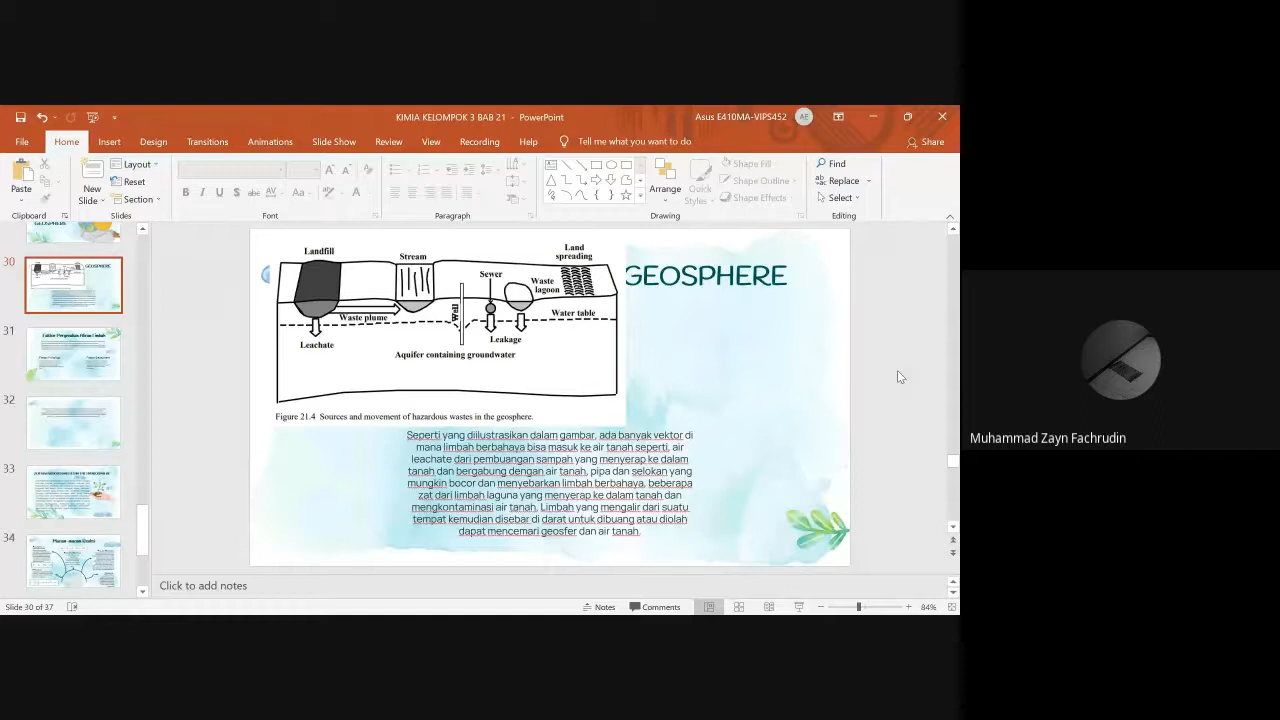 KIMIA KELOMPOK 3 BAB 21 - PowerPoint
Asus E410MA-VIPS452
AE
File
Home
Insert
Design
Transitions
Animations
Slide Show
Review
View
Recording
Help
Tell me what you want to do
Share
Paste
New
Slide
Layout
Reset
Section
B I U S abc AV Aa A
Arrange
Quick
Styles
Shape Fill
Shape Outline
Shape Effects
Find
Replace
Select
Clipboard
Slides
Font
Paragraph
Drawing
Editing
30
31
32
33
34
GEOSPHERE
Landfill
Stream
Land
spreading
Sewer
Waste
lagoon
Well
Waste plume
Water table
Leachate
Leakage
Aquifer containing groundwater
Figure 21.4 Sources and movement of hazardous wastes in the geosphere.
Seperti yang diilustrasikan dalam gambar, ada banyak vektor di
mana limbah berbahaya bisa masuk ke air tanah seperti, air
leachate dari pembuangan sampah yang menyerap ke dalam
tanah dan bergabung dengan air tanah, pipa dan selokan yang
mungkin bocor dan menyebarkan limbah berbahaya, beberapa
zat dari limbah laguna yang menyerap ke dalam tanah dan
mengkontaminasi air tanah, Limbah yang mengalir dari suatu
tempat kemudian disebar di darat untuk dibuang atau diolah
dapat mencemari geosfer dan air tanah.
Click to add notes
Slide 30 of 37
Notes
Comments
84%
Muhammad Zayn Fachrudin